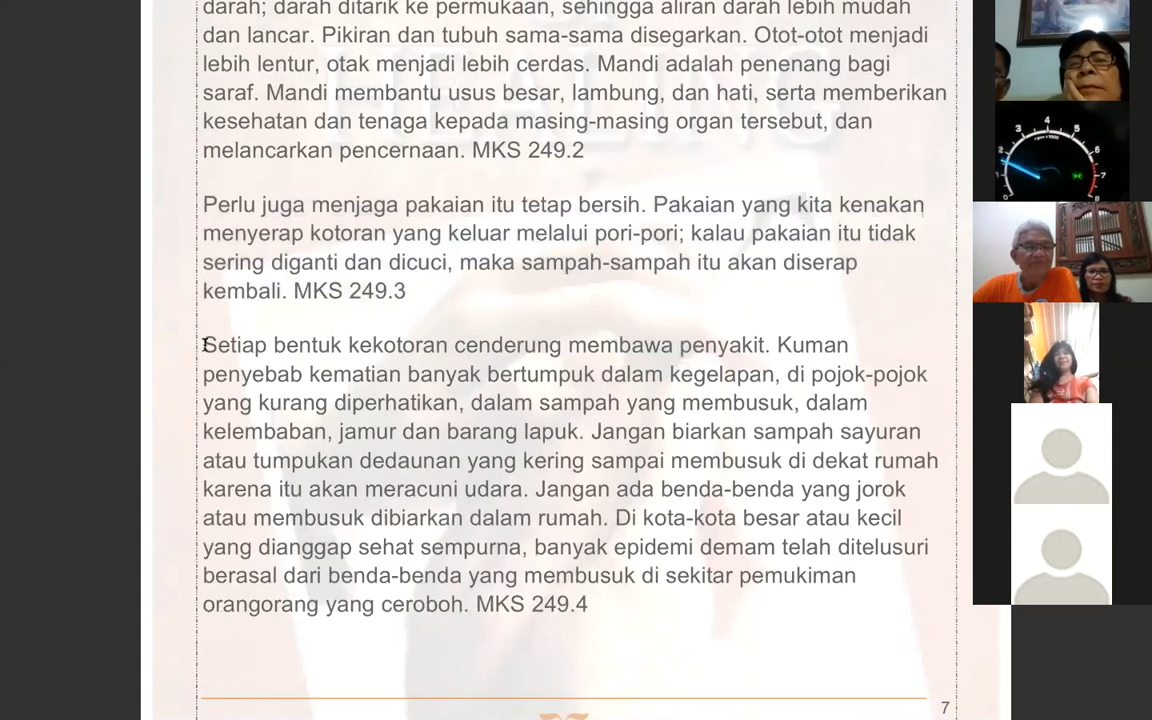 darah; darah ditarik ke permukaan, sehingga aliran darah lebih mudah
dan lancar. Pikiran dan tubuh sama-sama disegarkan. Otot-otot menjadi
lebih lentur, otak menjadi lebih cerdas. Mandi adalah penenang bagi
saraf. Mandi membantu usus besar, lambung, dan hati, serta memberikan
kesehatan dan tenaga kepada masing-masing organ tersebut, dan
melancarkan pencernaan. MKS 249.2
Perlu juga menjaga pakaian itu tetap bersih. Pakaian yang kita kenakan
menyerap kotoran yang keluar melalui pori-pori; kalau pakaian itu tidak
sering diganti dan dicuci, maka sampah-sampah itu akan diserap
kembali. MKS 249.3
Setiap bentuk kekotoran cenderung membawa penyakit. Kuman
penyebab kematian banyak bertumpuk dalam kegelapan, di pojok-pojok
yang kurang diperhatikan, dalam sampah yang membusuk, dalam
kelembaban, jamur dan barang lapuk. Jangan biarkan sampah sayuran
atau tumpukan dedaunan yang kering sampai membusuk di dekat rumah
karena itu akan meracuni udara. Jangan ada benda-benda yang jorok
atau membusuk dibiarkan dalam rumah. Di kota-kota besar atau kecil
yang dianggap sehat sempurna, banyak epidemi demam telah ditelusuri
berasal dari benda-benda yang membusuk di sekitar pemukiman
orangorang yang ceroboh. MKS 249.4
7
HEALING
3
4
5
6
7